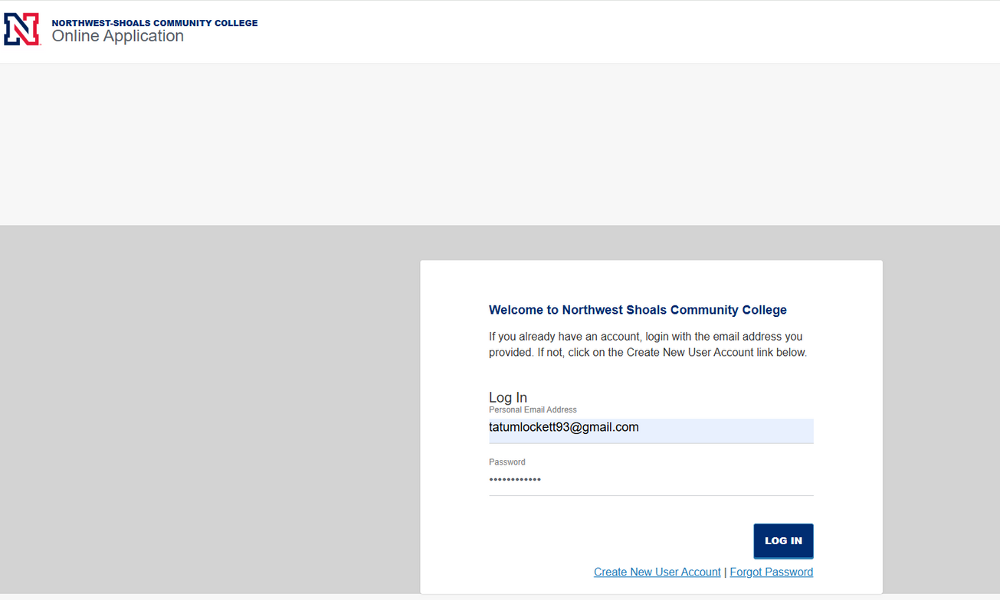 NORTHWEST-SHOALS COMMUNITY COLLEGE
Online Application
Welcome to Northwest Shoals Community College
If you already have an account, login with the email address you
provided. If not, click on the Create New User Account link below.
Log In
Personal Email Address
tatumlockett93@gmail.com
Password
••••••••••••
LOG IN
Create New User Account | Forgot Password